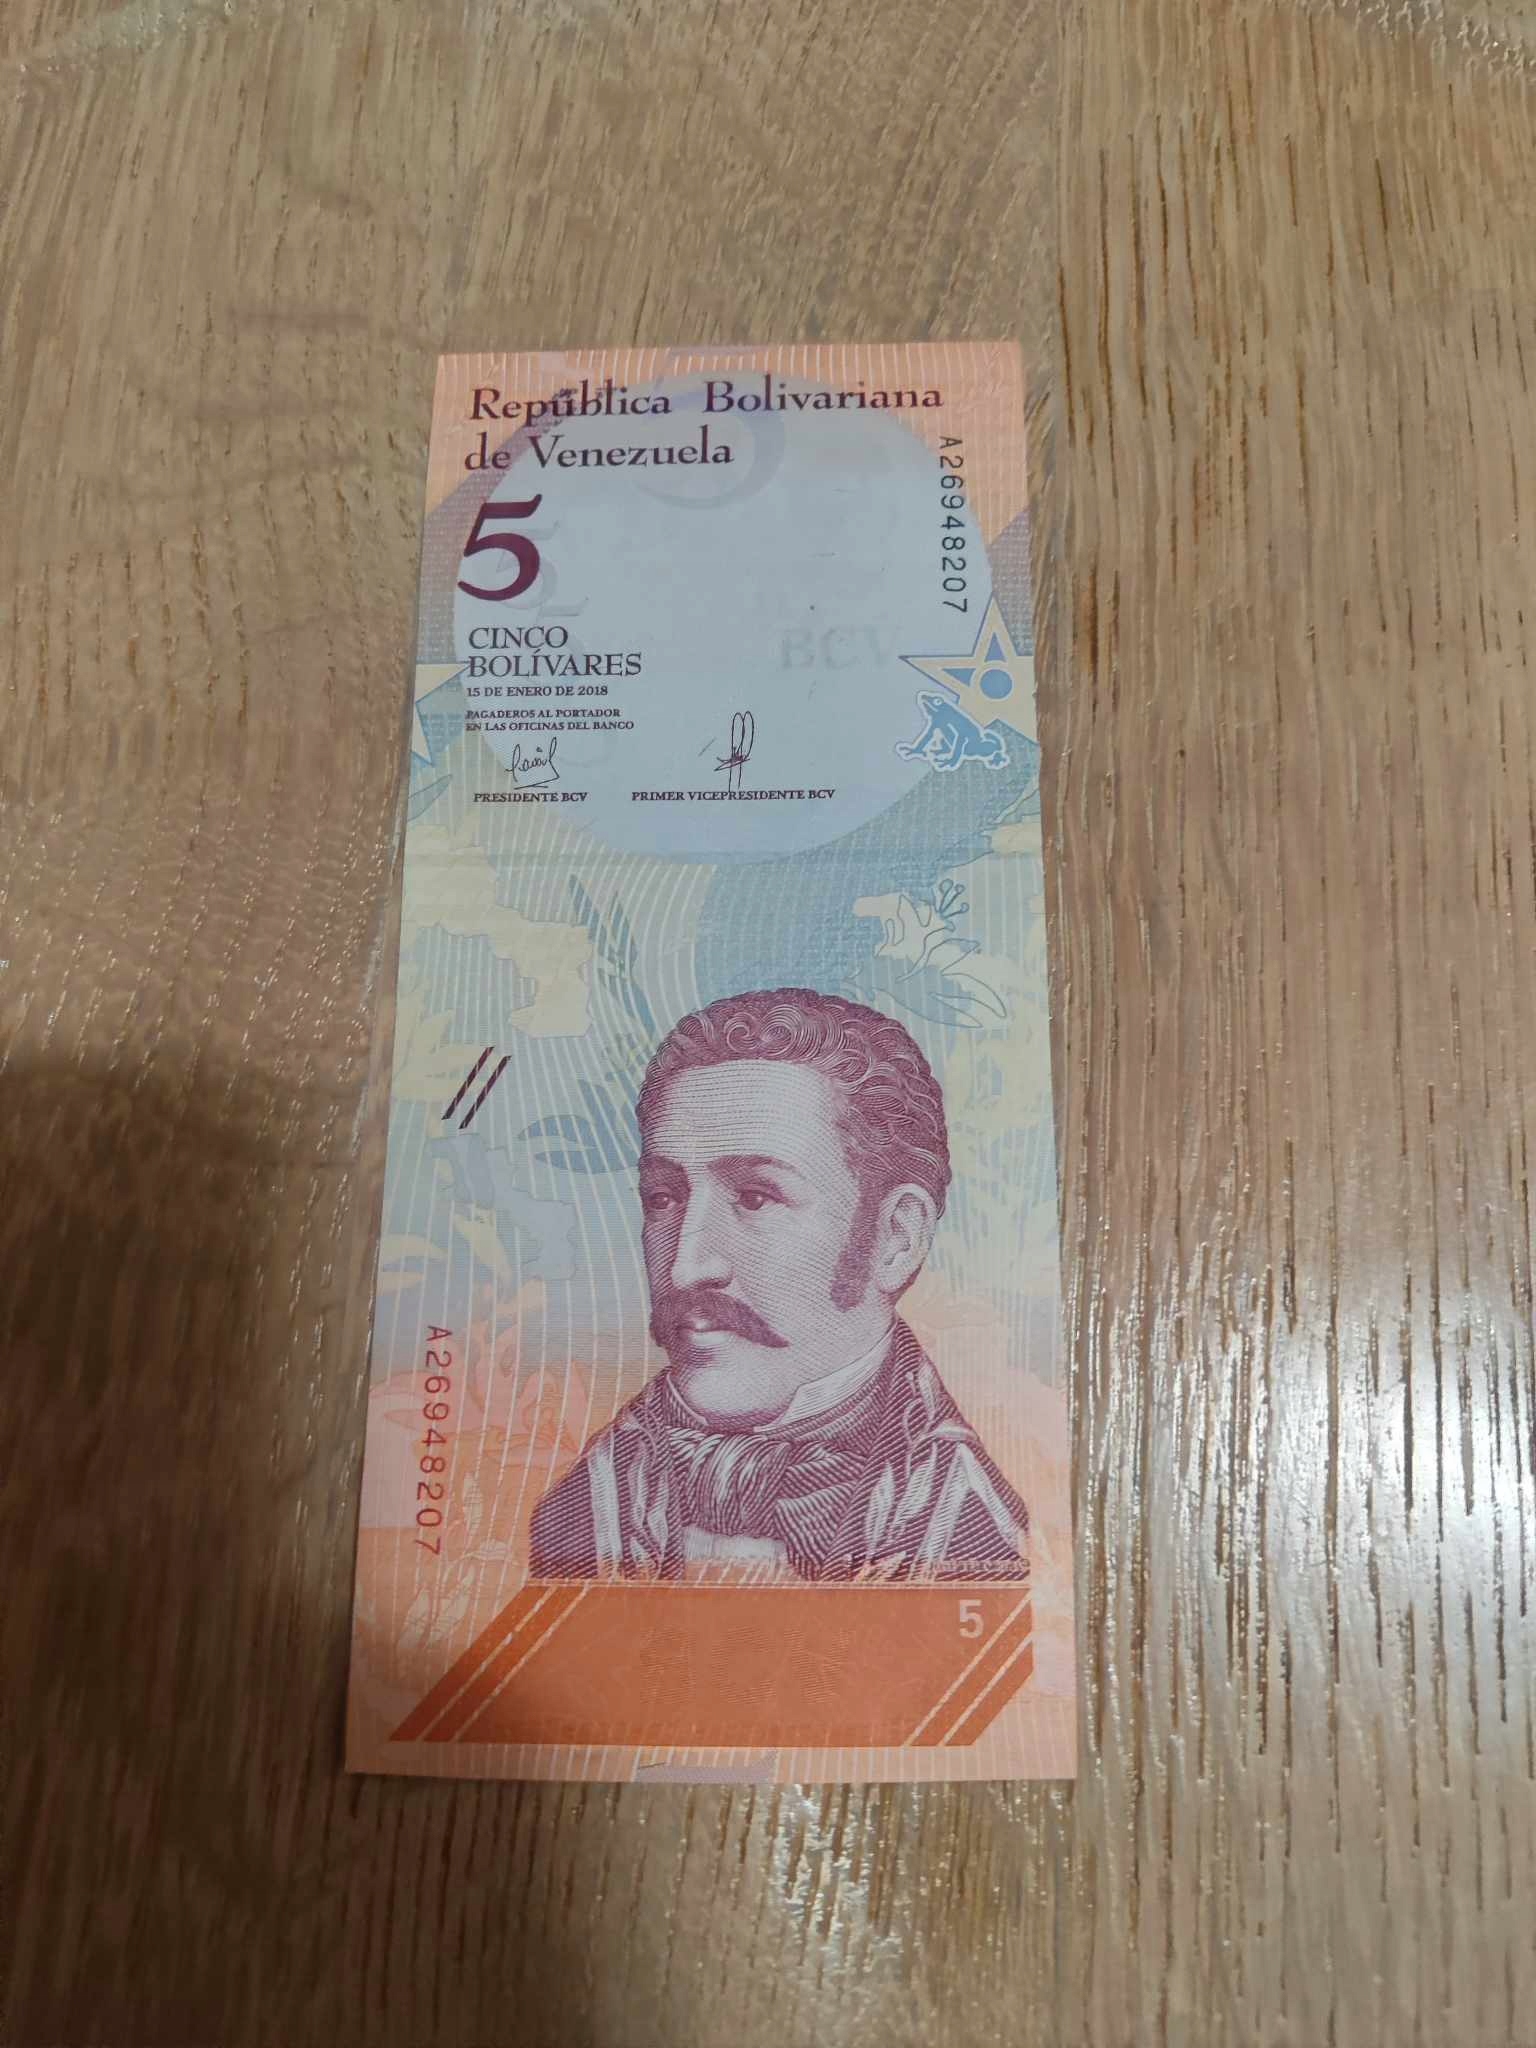 República Bolivariana
de Venezuela
A26948207
5
CINCO
BOLÍVARES
15 DE ENERO DE 2018
PAGADEROS AL PORTADOR
EN LAS OFICINAS DEL BANCO
BCV
PRESIDENTE BCV
PRIMER VICEPRESIDENTE BCV
A26948207
5